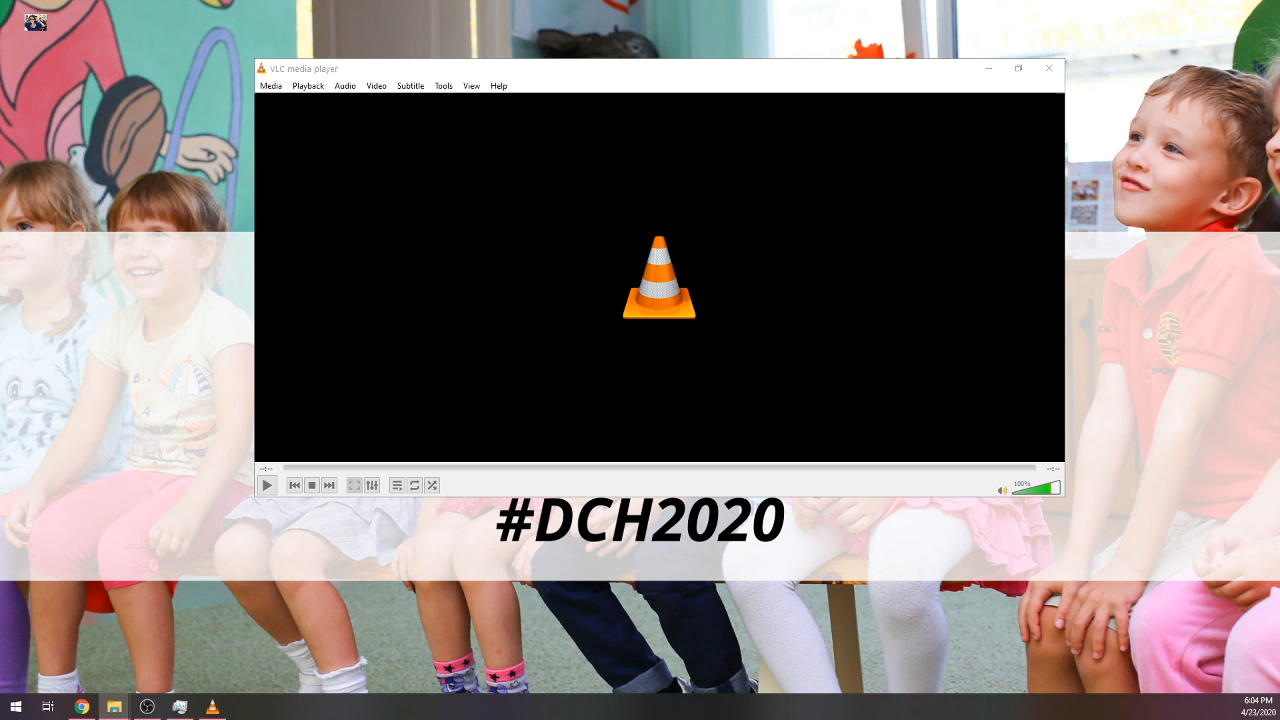 VLC media player
Media Playback Audio Video Subtitle Tools View Help
--:-- --:--
100%
#DCH2020
6:04 PM
4/23/2020